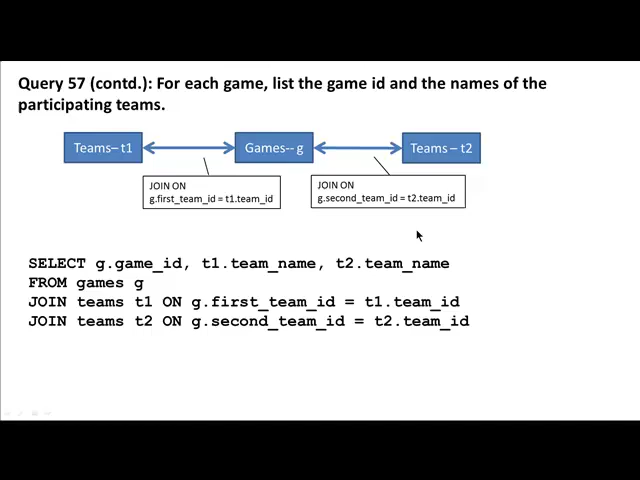 Query 57 (contd.): For each game, list the game id and the names of the
participating teams.
Teams– t1
Games-- g
Teams – t2
JOIN ON
g.first_team_id = t1.team_id
JOIN ON
g.second_team_id = t2.team_id
SELECT g.game_id, t1.team_name, t2.team_name
FROM games g
JOIN teams t1 ON g.first_team_id = t1.team_id
JOIN teams t2 ON g.second_team_id = t2.team_id